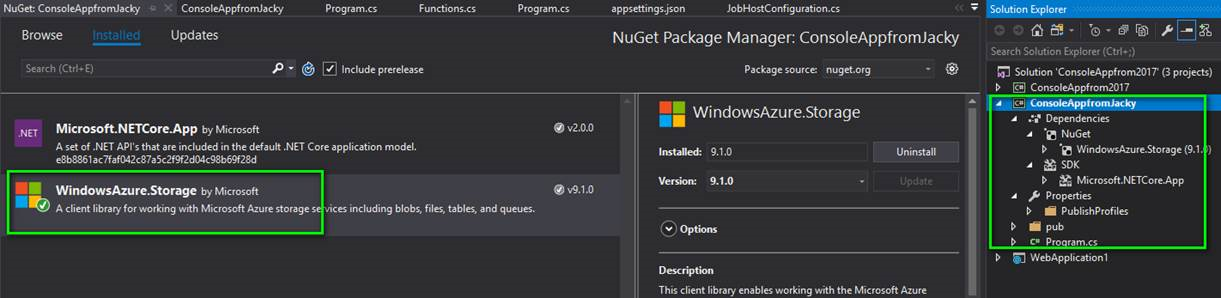 NuGet: ConsoleAppfromJacky
ConsoleAppfromJacky
Program.cs
Functions.cs
Program.cs
appsettings.json
JobHostConfiguration.cs
Browse
Installed
Updates
NuGet Package Manager: ConsoleAppfromJacky
Search (Ctrl+E)
Include prerelease
Package source:
nuget.org
.NET
Microsoft.NETCore.App by Microsoft
v2.0.0
A set of .NET API's that are included in the default .NET Core application model.
e8b8861ac7faf042c87a5c2f9f2d04c98b69f28d
WindowsAzure.Storage by Microsoft
v9.1.0
A client library for working with Microsoft Azure storage services including blobs, files, tables, and queues.
WindowsAzure.Storage
Installed:
9.1.0
Uninstall
Version:
9.1.0
Update
Options
Description
This client library enables working with the Microsoft Azure
Solution Explorer
Search Solution Explorer (Ctrl+;)
Solution 'ConsoleAppfrom2017' (3 projects)
C#
ConsoleAppfrom2017
C#
ConsoleAppfromJacky
Dependencies
NuGet
WindowsAzure.Storage (9.1.0)
SDK
Microsoft.NETCore.App
Properties
PublishProfiles
pub
C#
Program.cs
WebApplication1